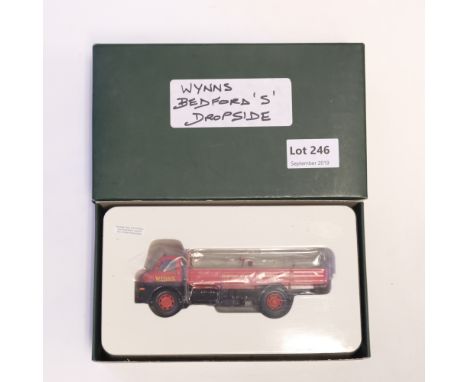 WYNNS
BEDFORD 'S'
DROPSIDE
Lot 246
September 2019
WYNNS